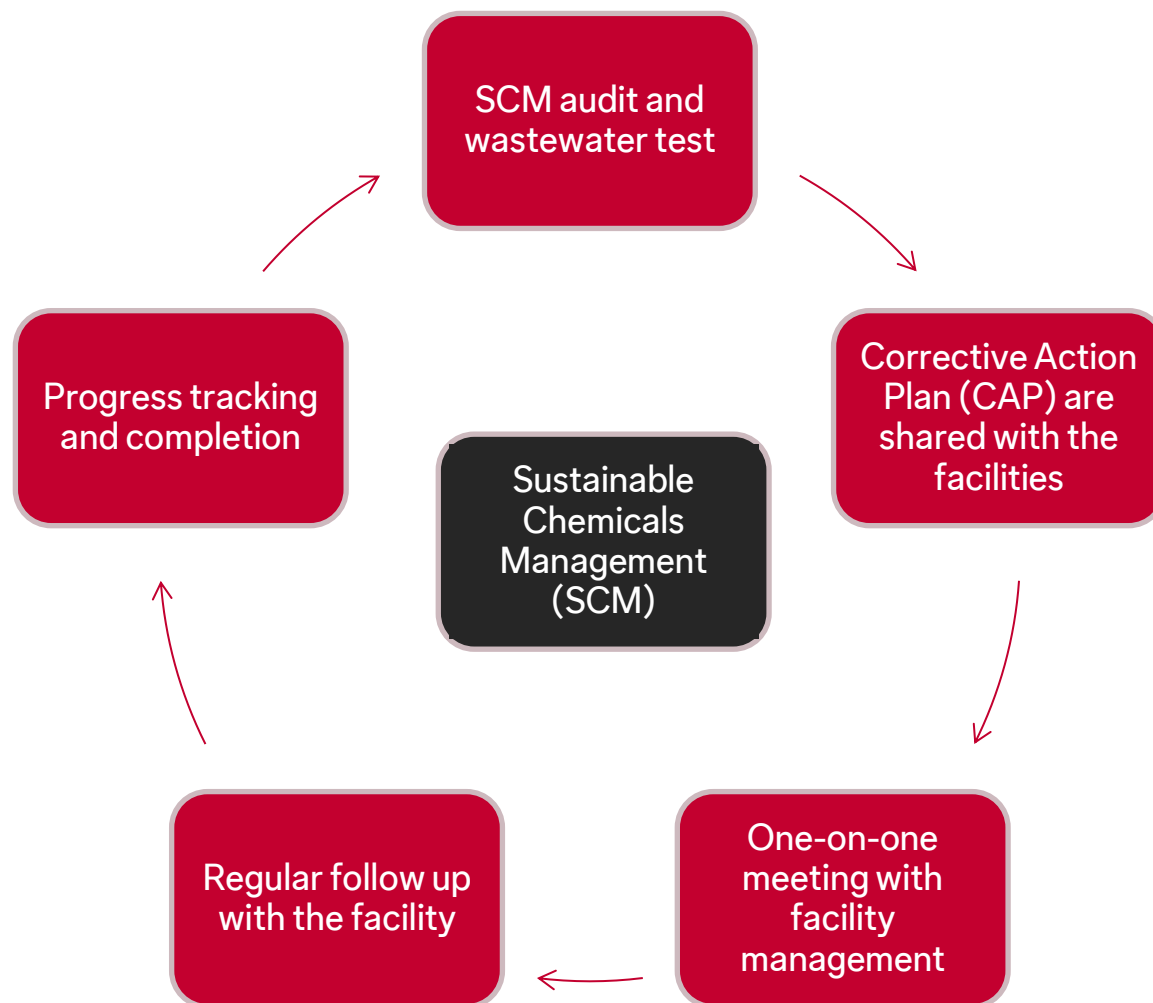 SCM audit and
wastewater test
Corrective Action
Plan (CAP) are
shared with the
facilities
One-on-one
meeting with
facility
management
Regular follow up
with the facility
Progress tracking
and completion
Sustainable
Chemicals
Management
(SCM)